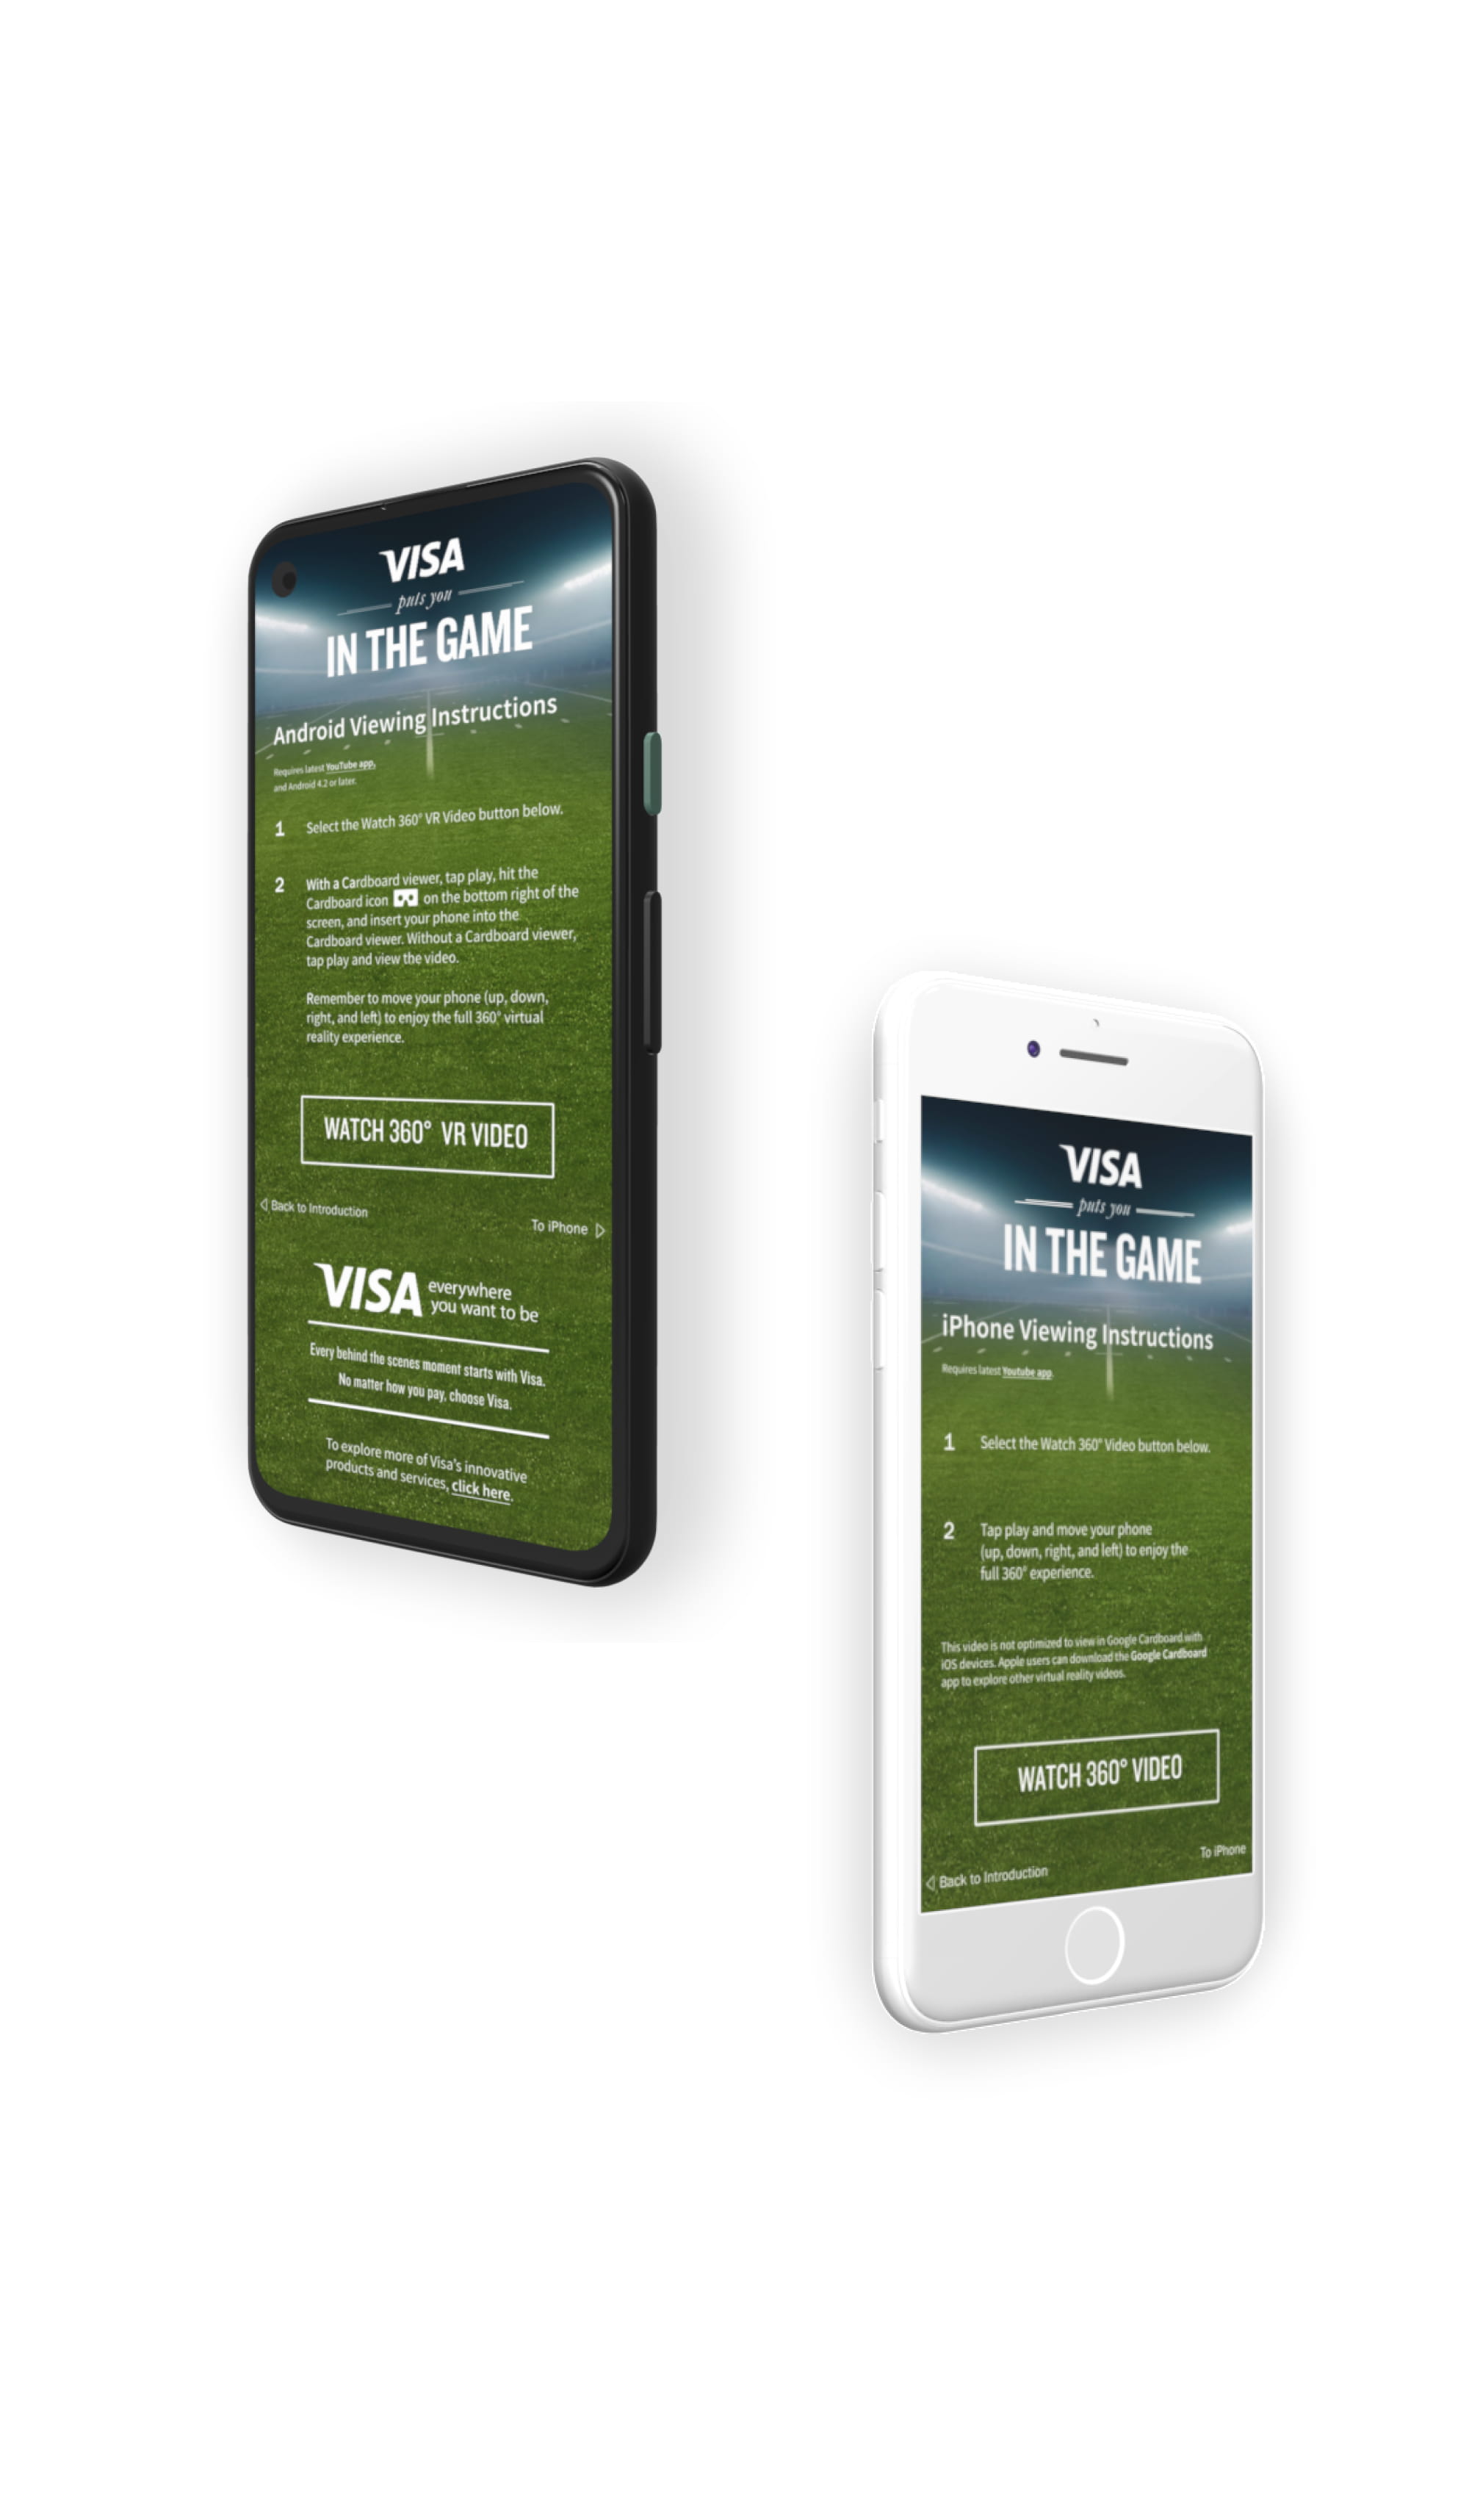 VISA
puts you
IN THE GAME
Android Viewing Instructions
Requires latest YouTube app,
and Android 4.2 or later.
1 Select the Watch 360° VR Video button below.
2 With a Cardboard viewer, tap play, hit the
Cardboard icon on the bottom right of the
screen, and insert your phone into the
Cardboard viewer. Without a Cardboard viewer,
tap play and view the video.
Remember to move your phone (up, down,
right, and left) to enjoy the full 360° virtual
reality experience.
WATCH 360° VR VIDEO
Back to Introduction
To iPhone
VISA everywhere
you want to be
Every behind the scenes moment starts with Visa.
No matter how you pay, choose Visa.
To explore more of Visa's innovative
products and services, click here.
VISA
puts you
IN THE GAME
iPhone Viewing Instructions
Requires latest Youtube app.
1 Select the Watch 360° Video button below.
2 Tap play and move your phone
(up, down, right, and left) to enjoy the
full 360° experience.
This video is not optimized to view in Google Cardboard with
iOS devices. Apple users can download the Google Cardboard
app to explore other virtual reality videos.
WATCH 360° VIDEO
To iPhone
Back to Introduction